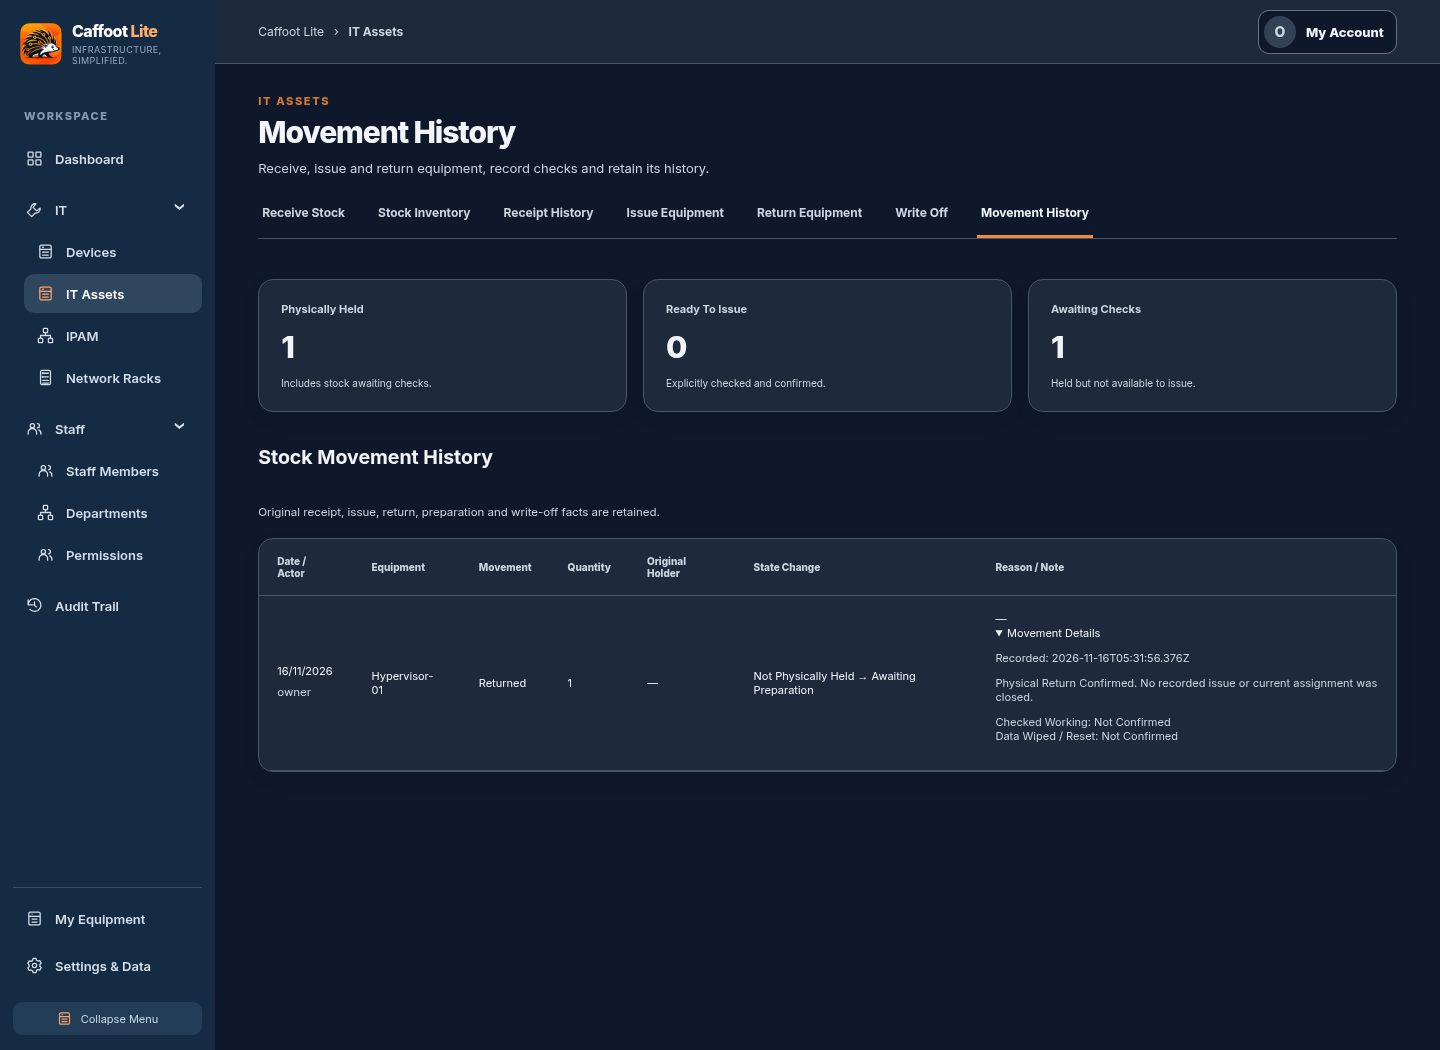 Caffoot Lite
INFRASTRUCTURE,
SIMPLIFIED.
WORKSPACE
Dashboard
IT
Devices
IT Assets
IPAM
Network Racks
Staff
Staff Members
Departments
Permissions
Audit Trail
My Equipment
Settings & Data
Collapse Menu
Caffoot Lite › IT Assets
O My Account
IT ASSETS
Movement History
Receive, issue and return equipment, record checks and retain its history.
Receive Stock Stock Inventory Receipt History Issue Equipment Return Equipment Write Off Movement History
Physically Held
1
Includes stock awaiting checks.
Ready To Issue
0
Explicitly checked and confirmed.
Awaiting Checks
1
Held but not available to issue.
Stock Movement History
Original receipt, issue, return, preparation and write-off facts are retained.
Date /
Actor
Equipment
Movement
Quantity
Original
Holder
State Change
Reason / Note
16/11/2026
owner
Hypervisor-
01
Returned
1
—
Not Physically Held → Awaiting
Preparation
—
▼ Movement Details
Recorded: 2026-11-16T05:31:56.376Z
Physical Return Confirmed. No recorded issue or current assignment was
closed.
Checked Working: Not Confirmed
Data Wiped / Reset: Not Confirmed